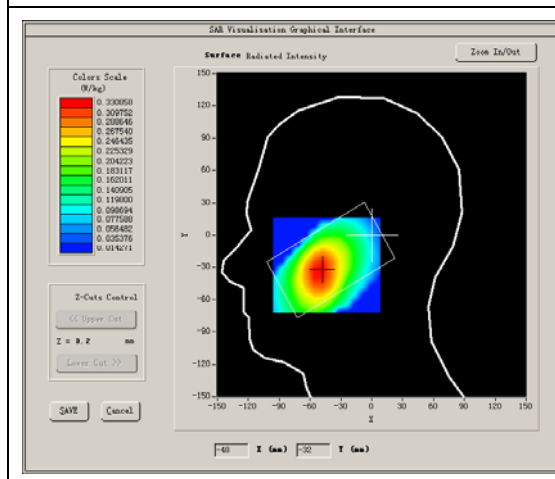 SAR Visualisation Graphical Interface
Surface Radiated Intensity
Zoom In/Out
Colors Scale
(W/kg)
0.330858
0.309752
0.288646
0.267540
0.246435
0.225329
0.204223
0.183117
0.162011
0.140905
0.119800
0.098694
0.077588
0.056482
0.035376
0.014271
150
120
90
60
30
0
-30
-60
-90
-120
-150
Y
-150 -120 -90 -60 -30 0 30 60 90 120 150
X
Z-Cuts Control
<< Upper Cut
Z = 0.2 mm
Lower Cut >>
SAVE Cancel
-48 X (mm) -32 Y (mm)